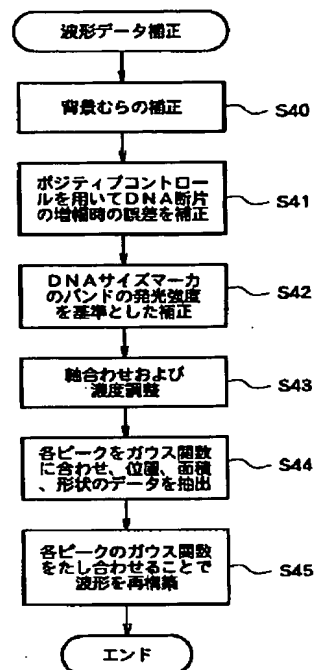 波形データ補正
背景むらの補正
S40
ポジティブコントロー
ルを用いてDNA断片
の増幅時の誤差を補正
S41
DNAサイズマーカ
のバンドの発光強度
を基準とした補正
S42
軸合わせおよび
濃度調整
S43
各ピークをガウス関数
に合わせ、位置、面積
、形状のデータを抽出
S44
各ピークのガウス関数
をたし合わせることで
波形を再構築
S45
エンド